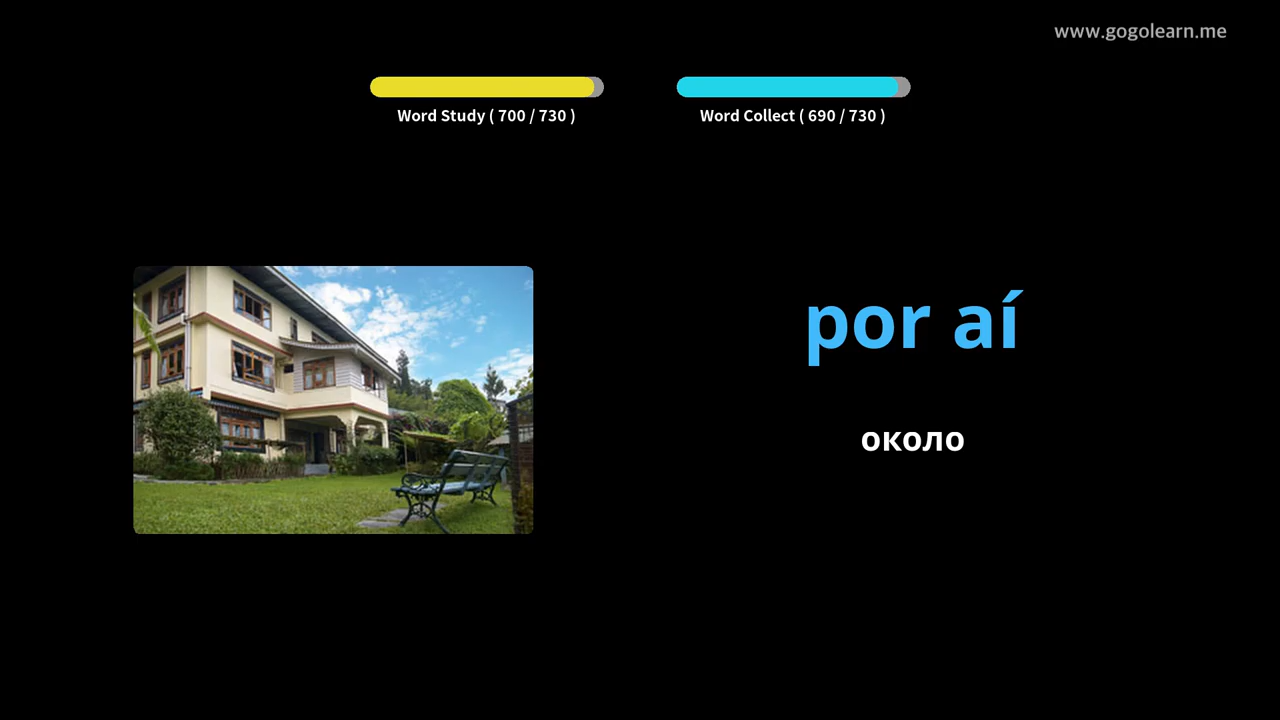 www.gogolearn.me
Word Study ( 700 / 730 )
Word Collect ( 690 / 730 )
por aí
около